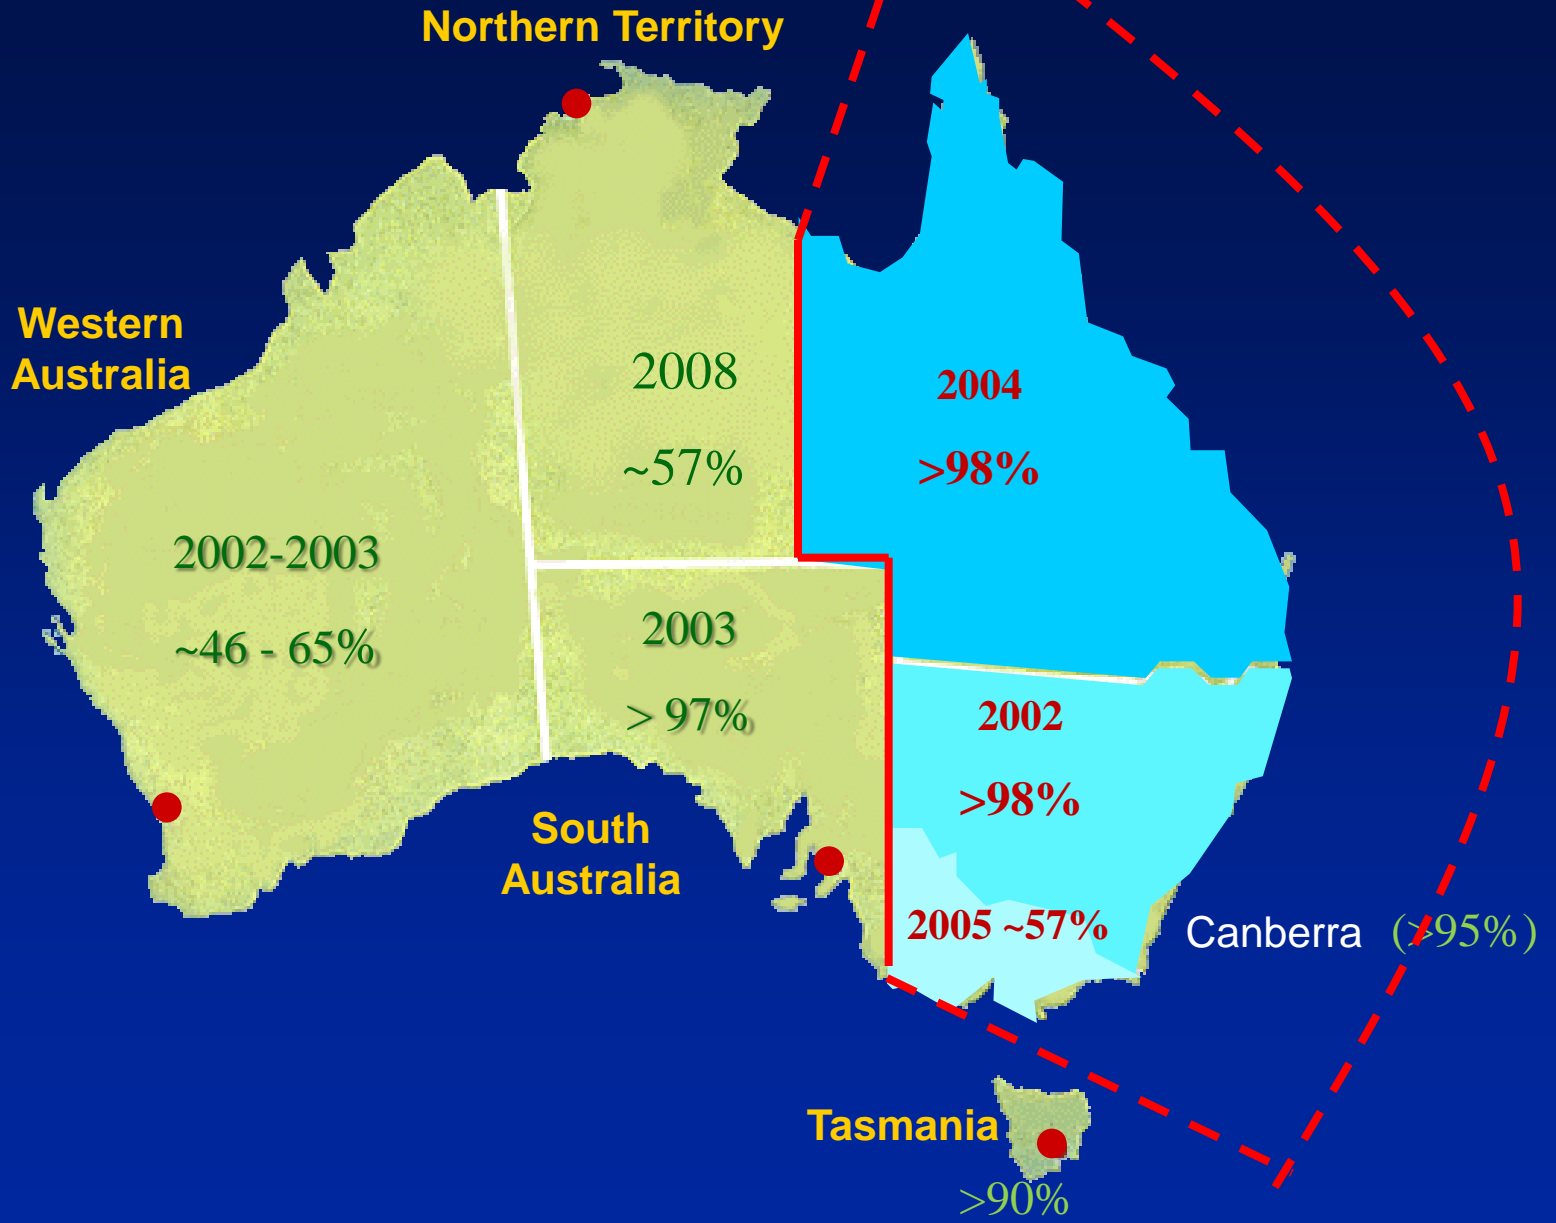 Northern Territory
Western
Australia
2008
~57%
2004
>98%
2002-2003
~46 - 65%
2003
> 97%
2002
>98%
South
Australia
2005 ~57%
Canberra (>95%)
Tasmania
>90%